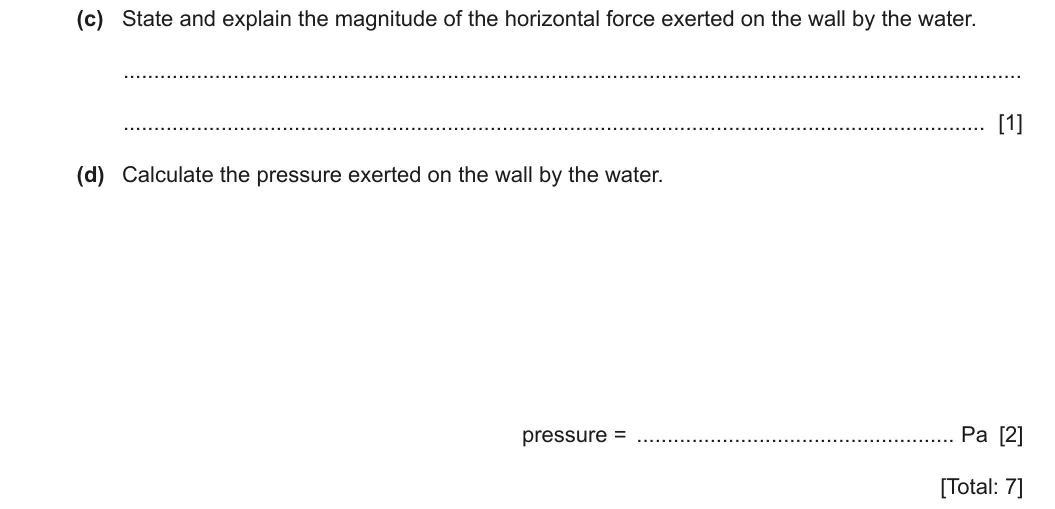 (c) State and explain the magnitude of the horizontal force exerted on the wall by the water.
....................................................................................................................................................
.............................................................................................................................................. [1]
(d) Calculate the pressure exerted on the wall by the water.
pressure = .................................................... Pa [2]
[Total: 7]